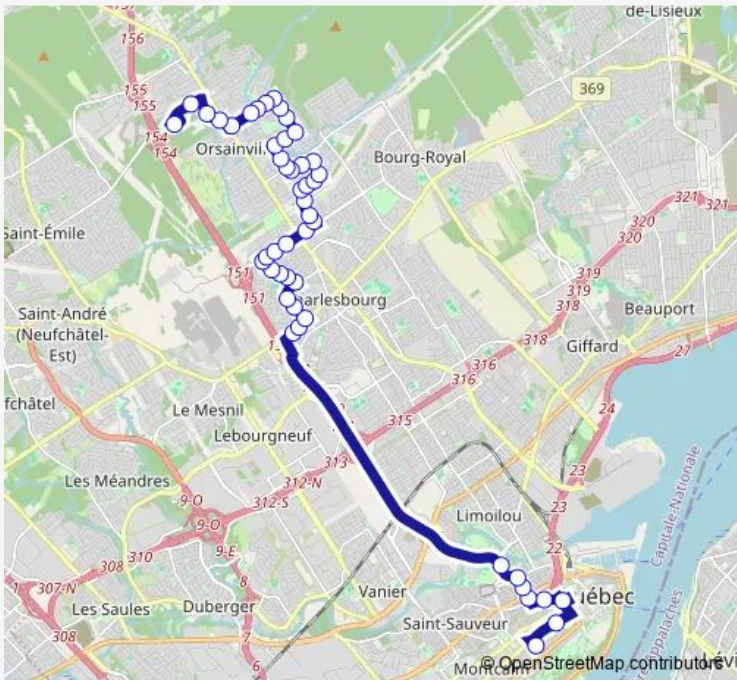 de-Lisieux
156
157
155
155
154
154
369
Bourg-Royal
Saint-Émile
321
321
320
320
319
319
318
318
151
151
Saint-André
(Neufchâtel-
Est)
Beauport
Giffard
27
316
316
24
Le Mesnil
315
Lebourgneuf
313
Les Méandres
312-N
312-S
9-O
9-O
9-E
310
308
307-N
308
8
7
6
23
23
22
Limoilou
Capitale-Nationale
Vanier
Les Saules
Duberger
Saint-Sauveur
Montcalm
© OpenStreetMap contributors